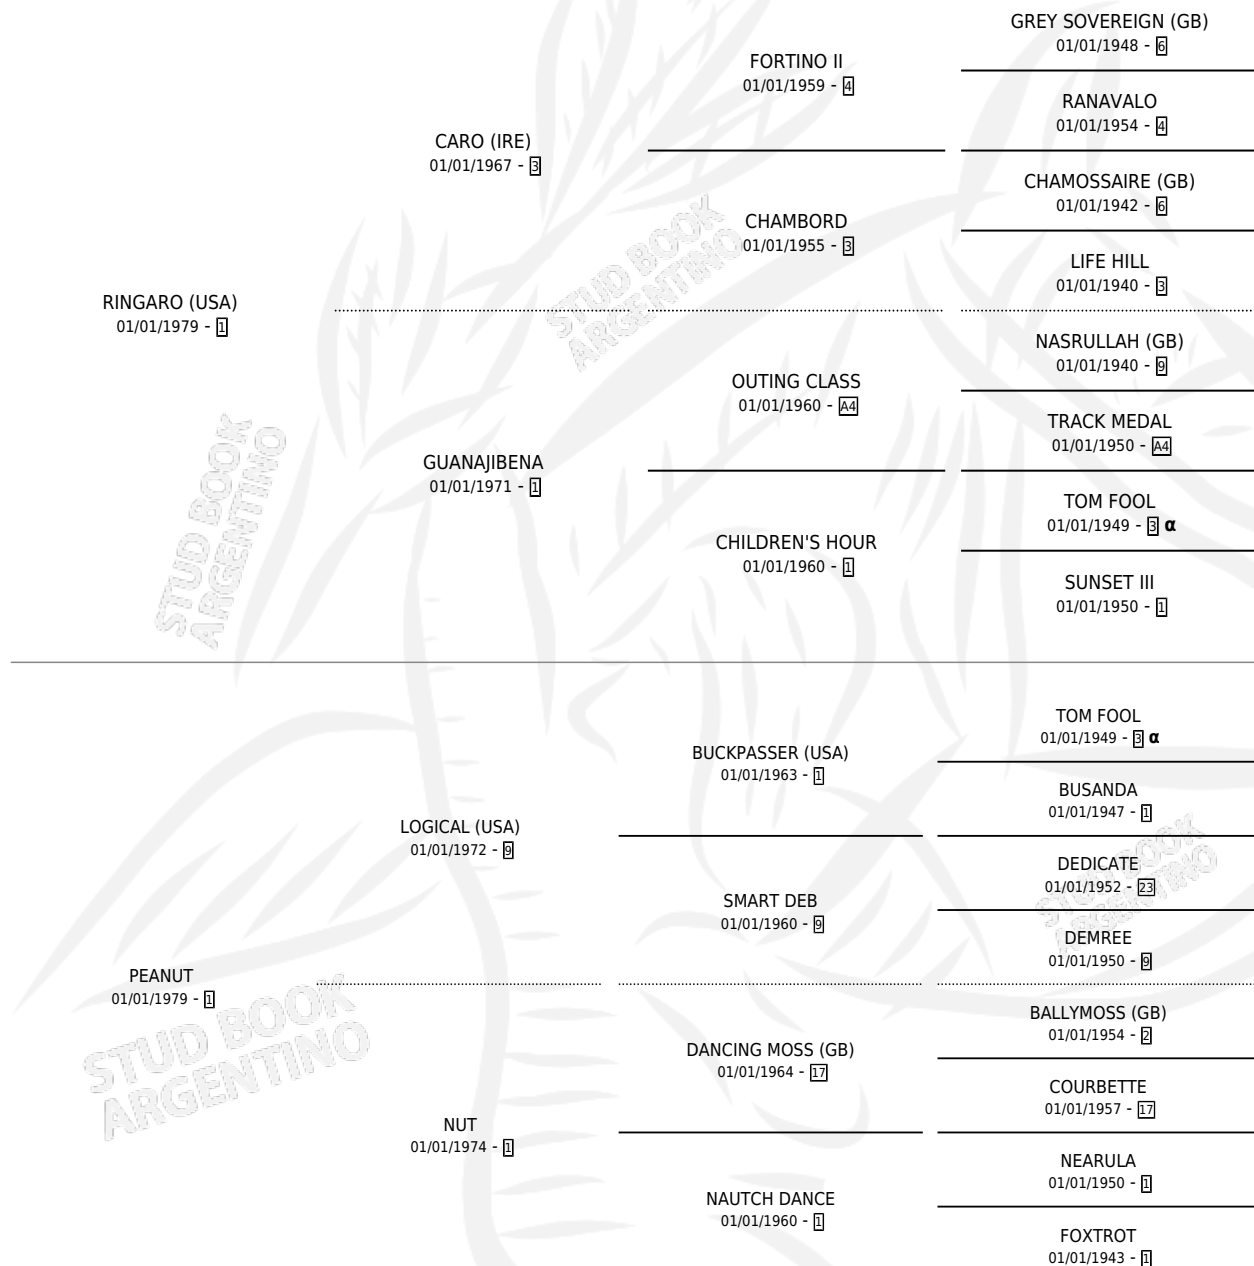 GREY SOVEREIGN (GB)
01/01/1948 - 6
FORTINO II
01/01/1959 - 4
RANAVALO
01/01/1954 - 4
CARO (IRE)
01/01/1967 - 3
CHAMOSSAIRE (GB)
01/01/1942 - 6
CHAMBORD
01/01/1955 - 3
LIFE HILL
01/01/1940 - 3
RINGARO (USA)
01/01/1979 - 1
NASRULLAH (GB)
01/01/1940 - 9
OUTING CLASS
01/01/1960 - A4
TRACK MEDAL
01/01/1950 - A4
GUANAJIBENA
01/01/1971 - 1
TOM FOOL
01/01/1949 - 3 α
CHILDREN'S HOUR
01/01/1960 - 1
SUNSET III
01/01/1950 - 1
TOM FOOL
01/01/1949 - 3 α
BUCKPASSER (USA)
01/01/1963 - 1
BUSANDA
01/01/1947 - 1
LOGICAL (USA)
01/01/1972 - 9
DEDICATE
01/01/1952 - 23
SMART DEB
01/01/1960 - 9
DEMREE
01/01/1950 - 9
PEANUT
01/01/1979 - 1
BALLYMOSS (GB)
01/01/1954 - 2
DANCING MOSS (GB)
01/01/1964 - 17
COURBETTE
01/01/1957 - 17
NUT
01/01/1974 - 1
NEARULA
01/01/1950 - 1
NAUTCH DANCE
01/01/1960 - 1
FOXTROT
01/01/1943 - 1
STUD BOOK
ARGENTINO
STUD BOOK
ARGENTINO
STUD BOOK
ARGENTINO
STUD BOOK
ARGENTINO